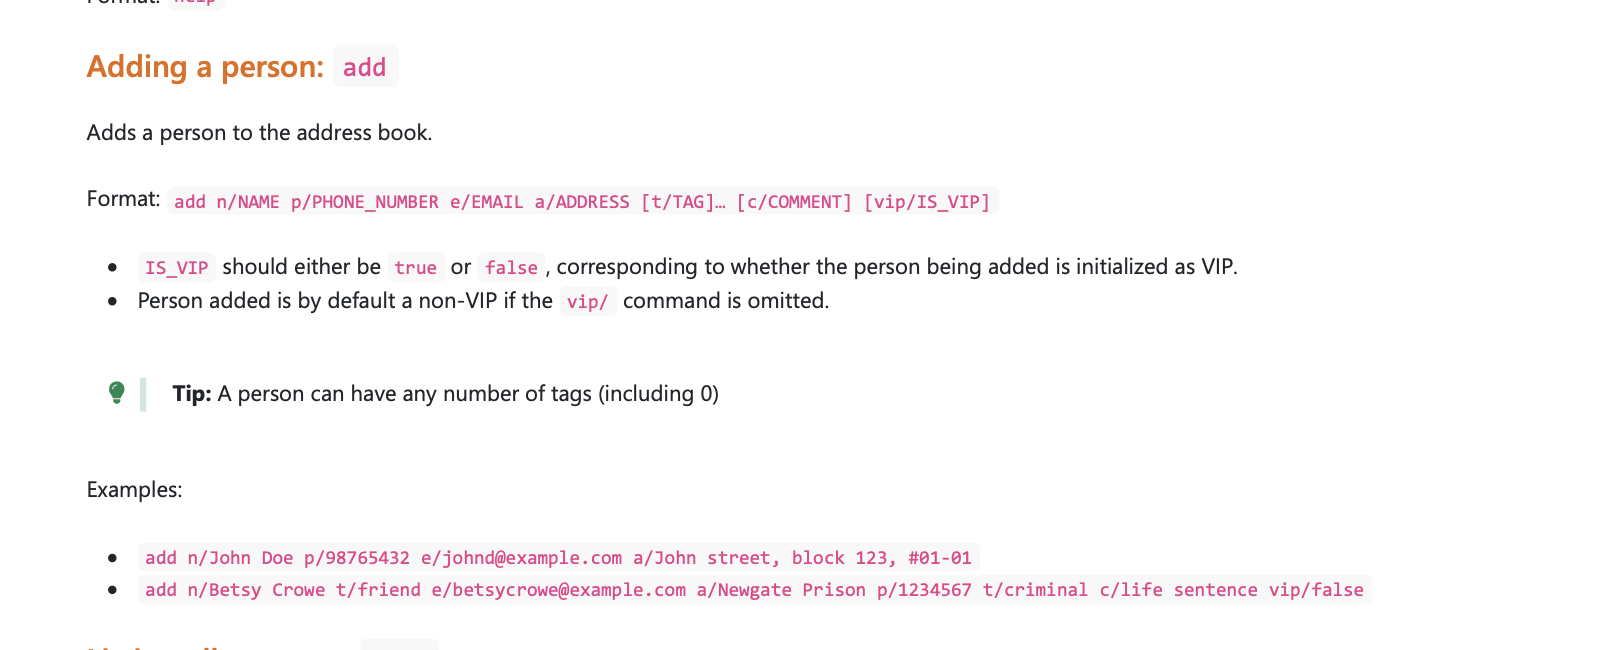 Format: help
Adding a person: add
Adds a person to the address book.
Format: add n/NAME p/PHONE_NUMBER e/EMAIL a/ADDRESS [t/TAG]… [c/COMMENT] [vip/IS_VIP]
IS_VIP should either be true or false, corresponding to whether the person being added is initialized as VIP.
Person added is by default a non-VIP if the vip/ command is omitted.
Tip: A person can have any number of tags (including 0)
Examples:
add n/John Doe p/98765432 e/johnd@example.com a/John street, block 123, #01-01
add n/Betsy Crowe t/friend e/betsycrowe@example.com a/Newgate Prison p/1234567 t/criminal c/life sentence vip/false